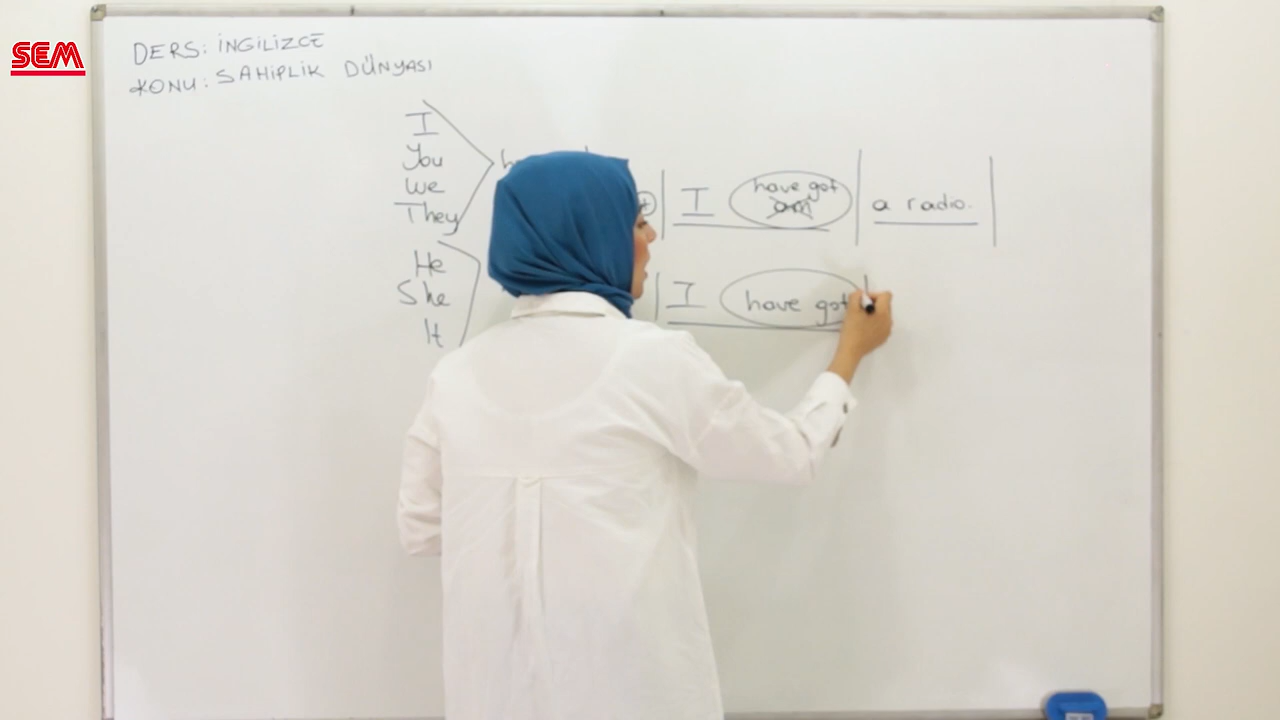 SEM
DERS: İNGİLİZCE
KONU: SAHİPLİK DÜNYASI
I
You
We
They
He
She
It
+ I have got am a radio.
I have got